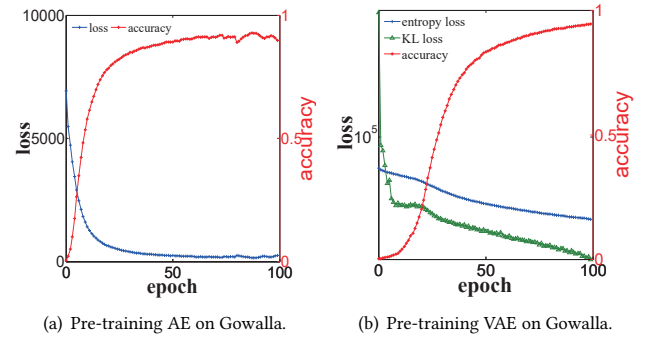 10000
5000
0
loss
loss
accuracy
1
0.5
0
accuracy
0
50
100
epoch
(a) Pre-training AE on Gowalla.
10^5
loss
entropy loss
KL loss
accuracy
1
0.5
0
accuracy
0
50
100
epoch
(b) Pre-training VAE on Gowalla.